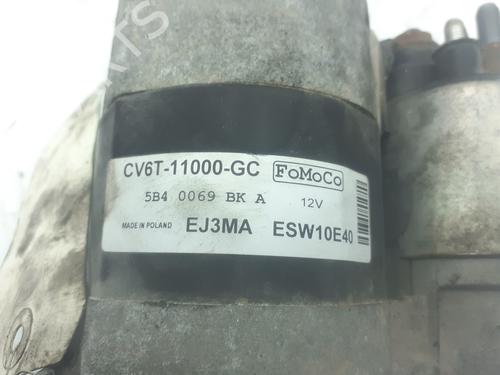 CV6T-11000-GC FoMoCo
5B4 0069 BK A 12V
MADE IN POLAND EJ3MA ESW10E40